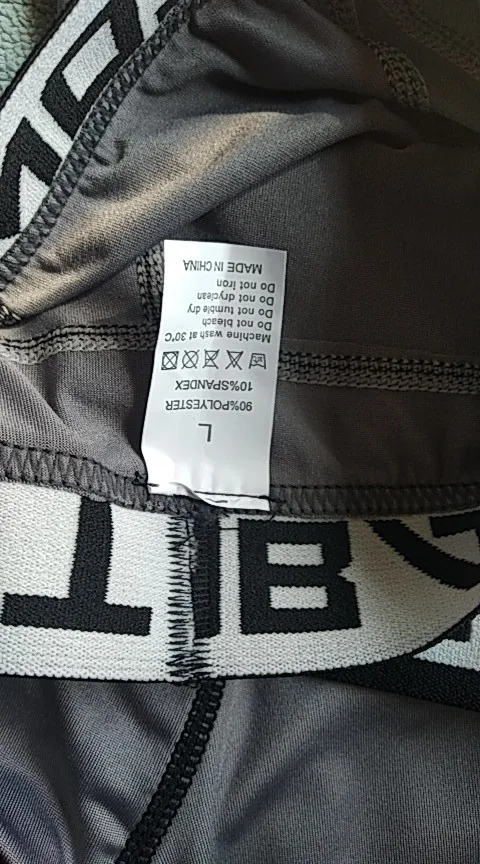 L
90%POLYESTER
10%SPANDEX
Machine wash at 30°C
Do not bleach
Do not tumble dry
Do not dryclean
Do not Iron
MADE IN CHINA